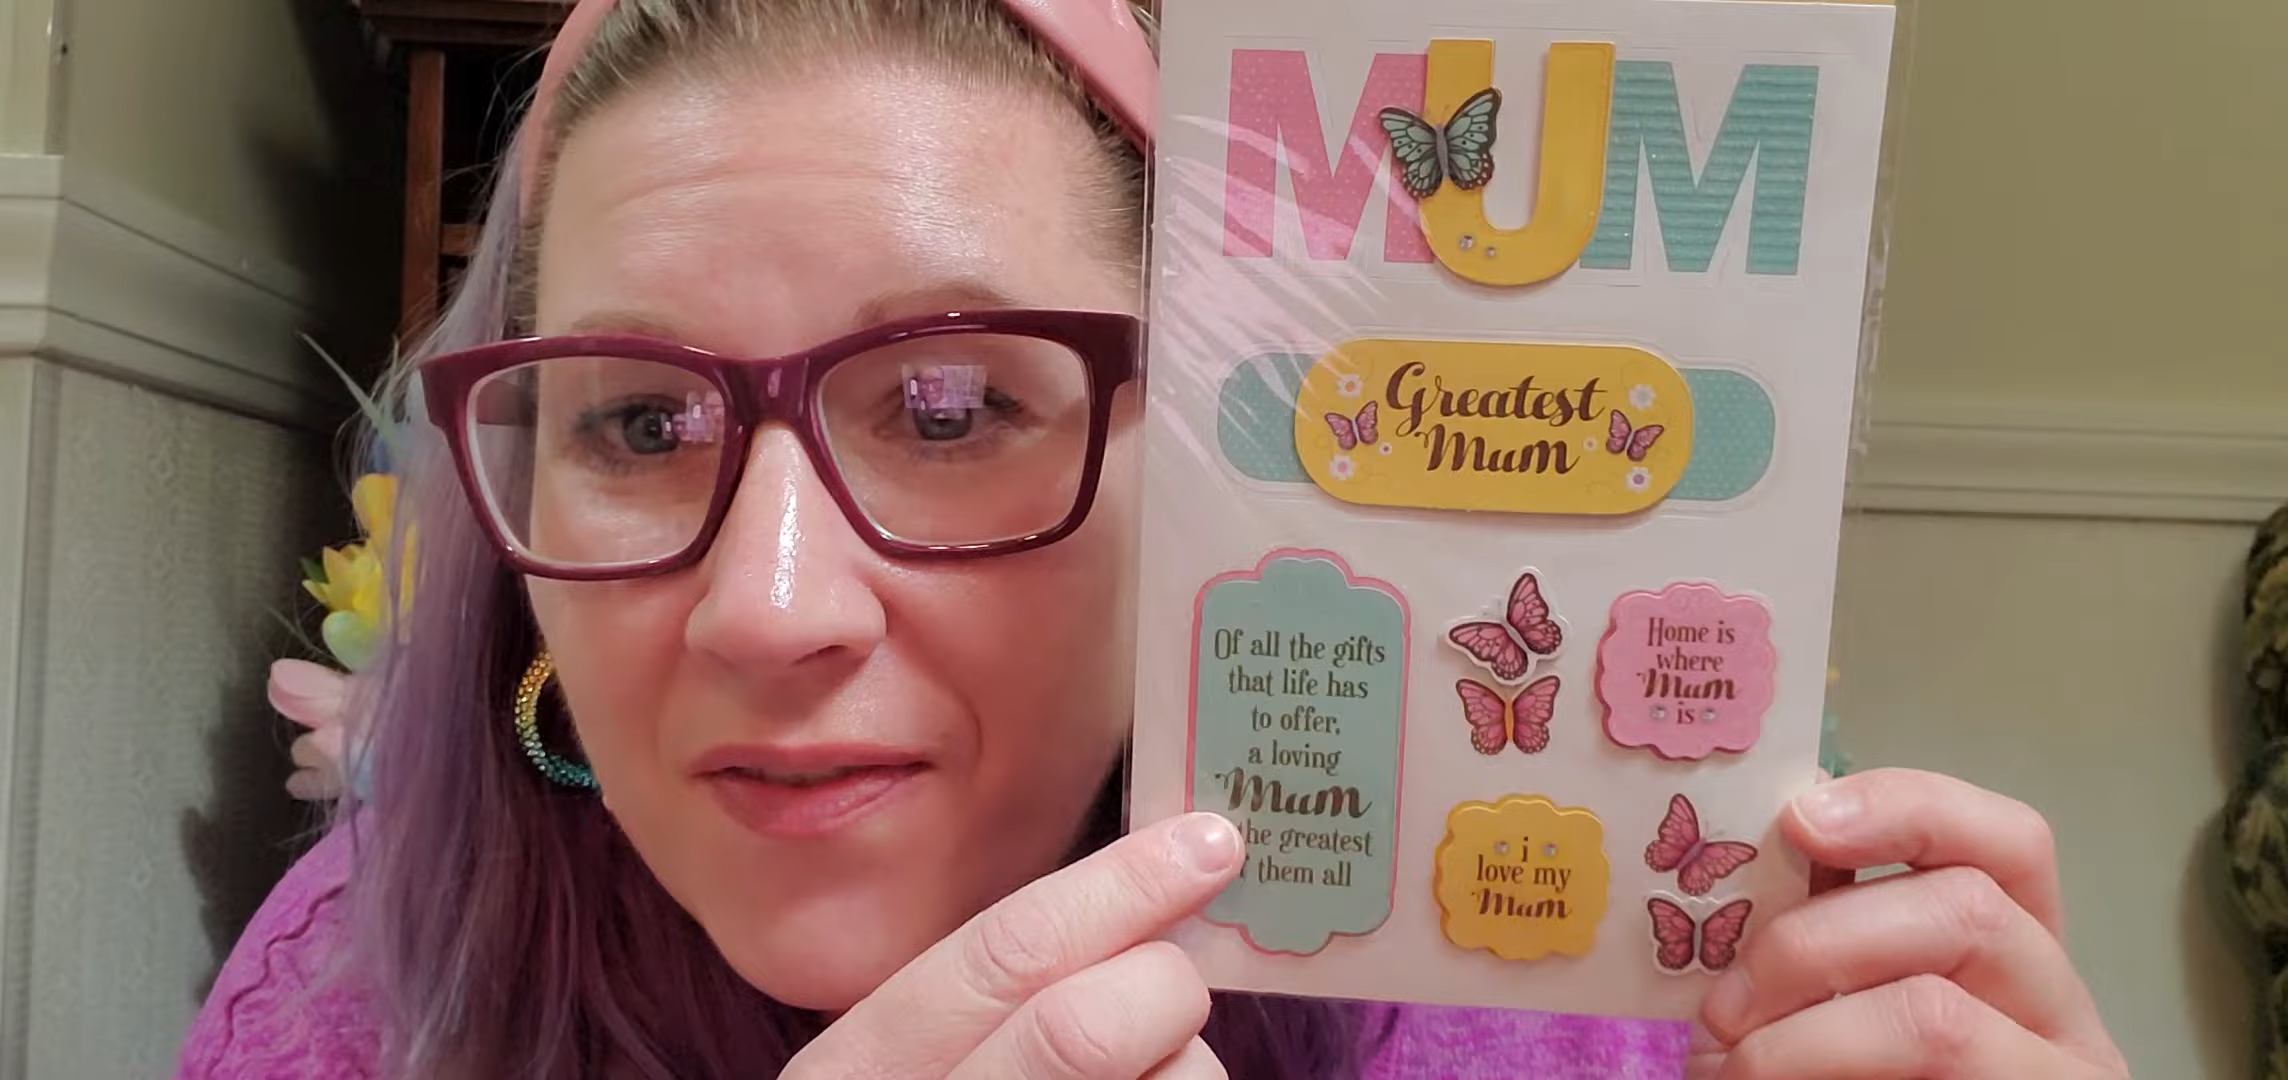 MUM
Greatest
Mum
Of all the gifts
that life has
to offer,
a loving
Mum
the greatest
them all
Home is
where
Mum
is
i
love my
Mum